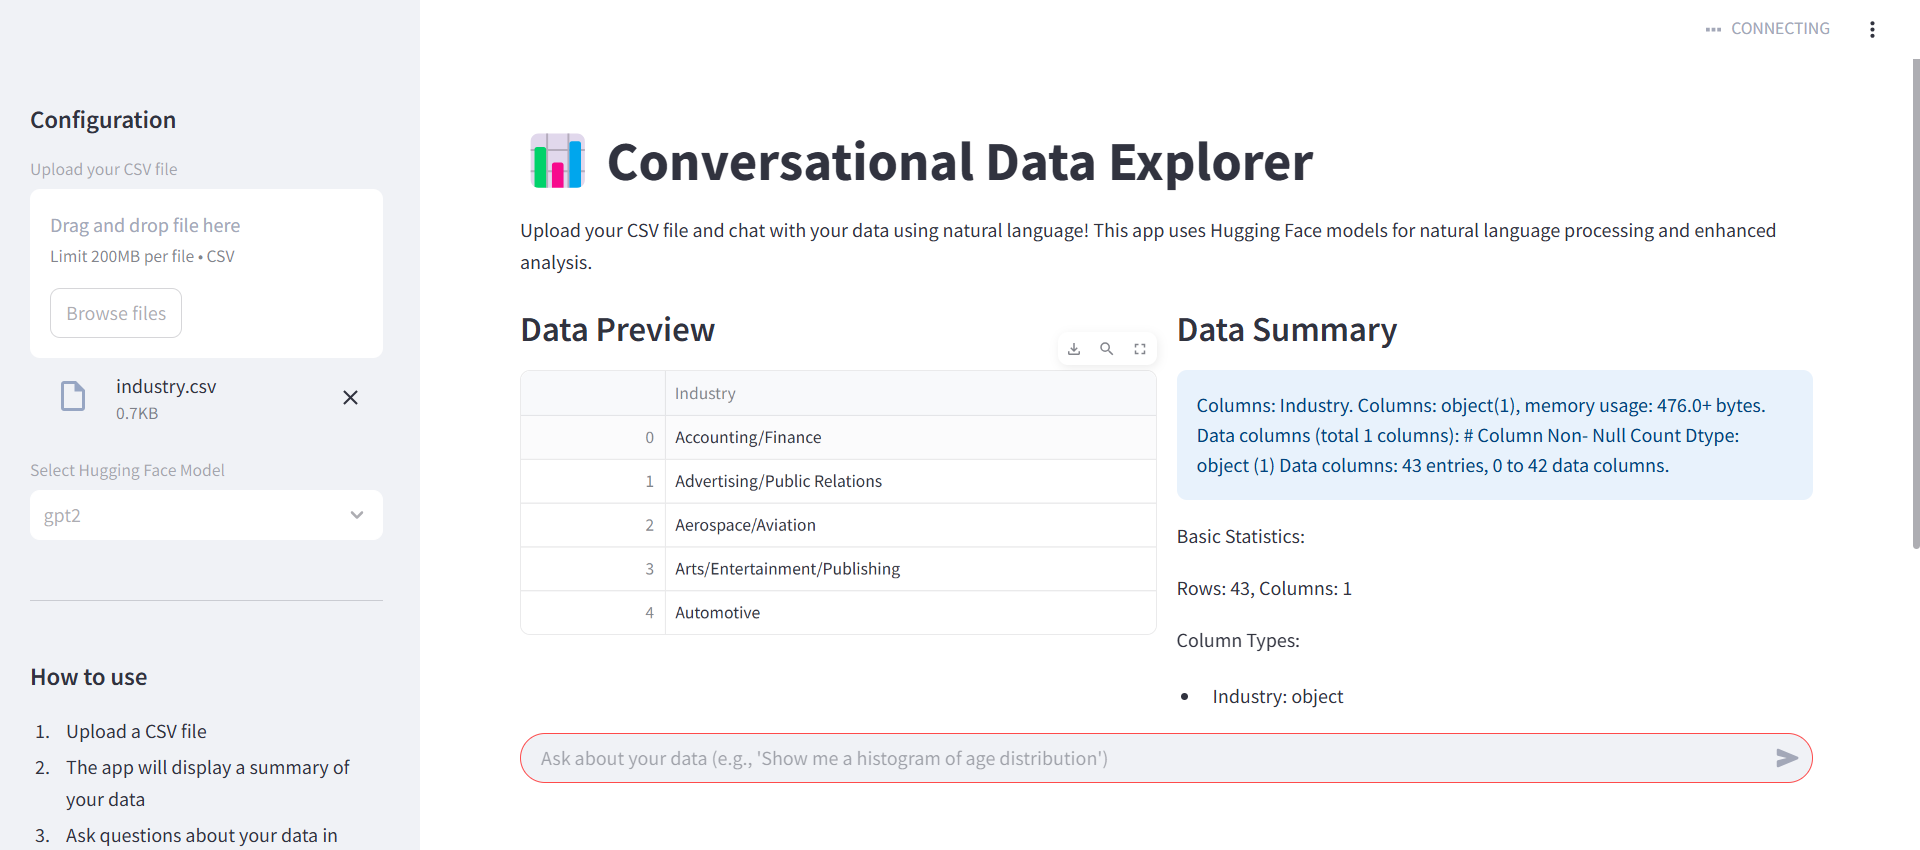 CONNECTING
Configuration
Upload your CSV file
Drag and drop file here
Limit 200MB per file • CSV
Browse files
industry.csv
0.7KB
Select Hugging Face Model
gpt2
How to use
1. Upload a CSV file
2. The app will display a summary of
your data
3. Ask questions about your data in
Conversational Data Explorer
Upload your CSV file and chat with your data using natural language! This app uses Hugging Face models for natural language processing and enhanced
analysis.
Data Preview
Industry
0 Accounting/Finance
1 Advertising/Public Relations
2 Aerospace/Aviation
3 Arts/Entertainment/Publishing
4 Automotive
Data Summary
Columns: Industry. Columns: object(1), memory usage: 476.0+ bytes.
Data columns (total 1 columns): # Column Non- Null Count Dtype:
object (1) Data columns: 43 entries, 0 to 42 data columns.
Basic Statistics:
Rows: 43, Columns: 1
Column Types:
• Industry: object
Ask about your data (e.g., 'Show me a histogram of age distribution')